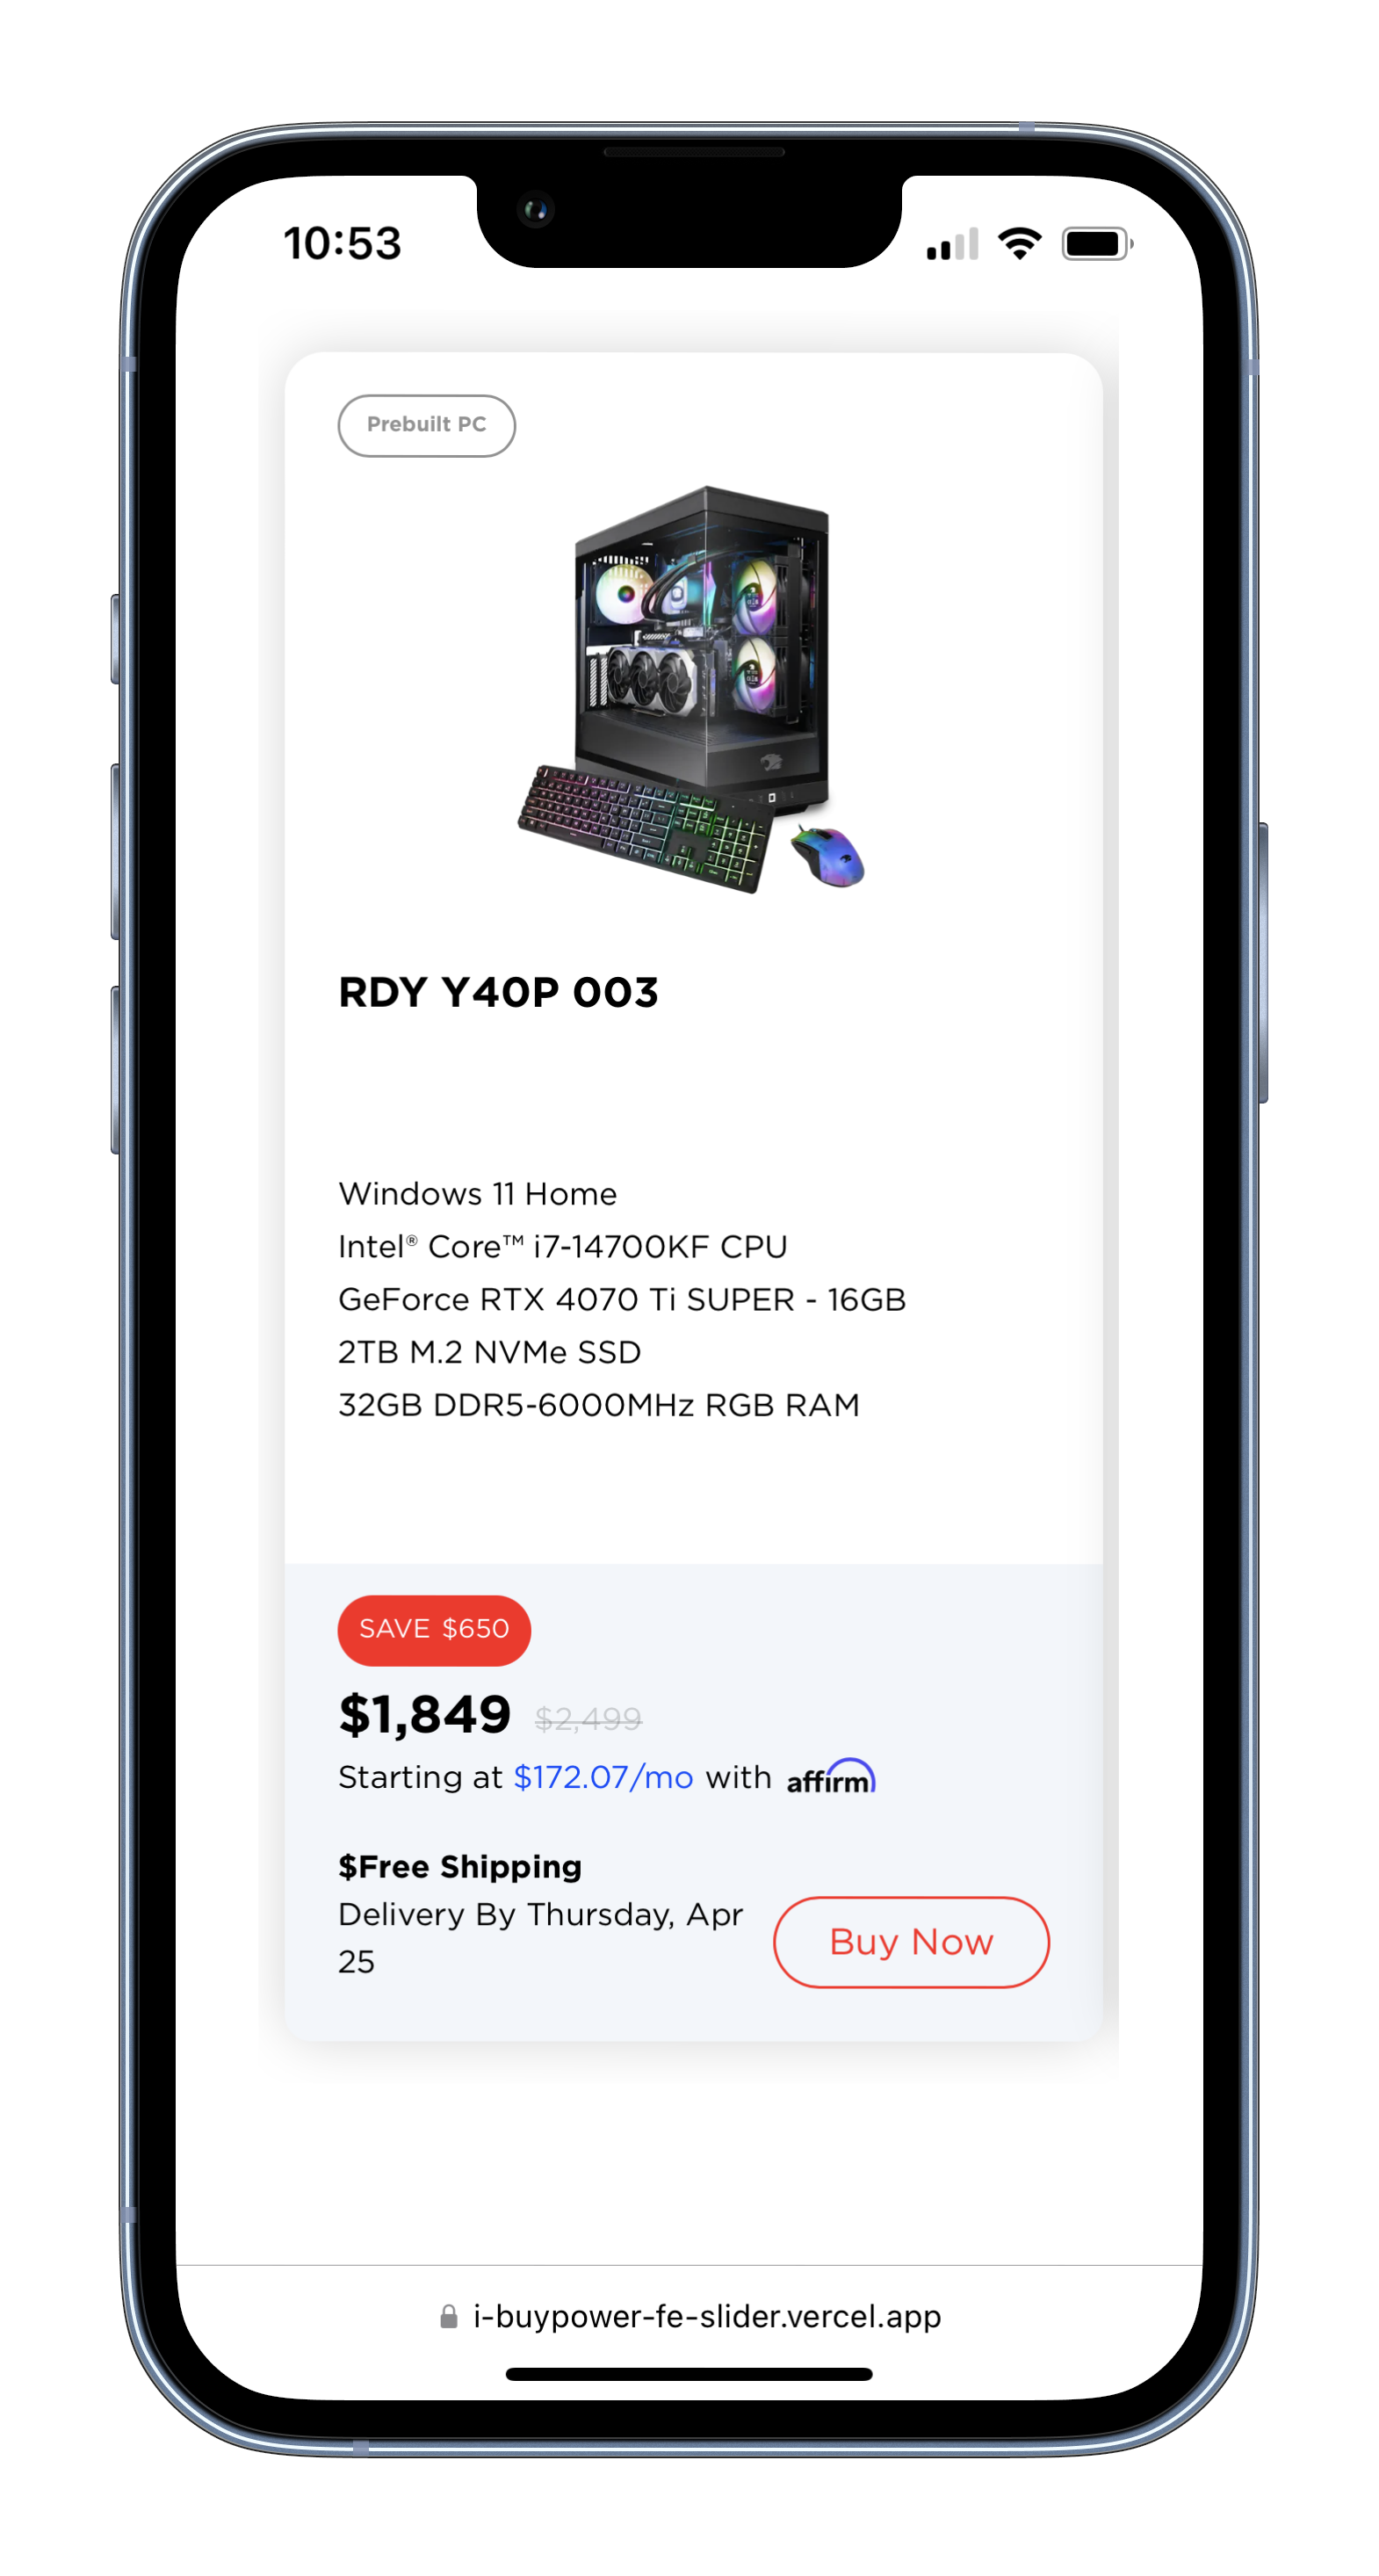 10:53
Prebuilt PC
RDY Y40P 003
Windows 11 Home
Intel® Core™ i7-14700KF CPU
GeForce RTX 4070 Ti SUPER - 16GB
2TB M.2 NVMe SSD
32GB DDR5-6000MHz RGB RAM
SAVE $650
$1,849 $2,499
Starting at $172.07/mo with affirm
$Free Shipping
Delivery By Thursday, Apr
25
Buy Now
i-buypower-fe-slider.vercel.app